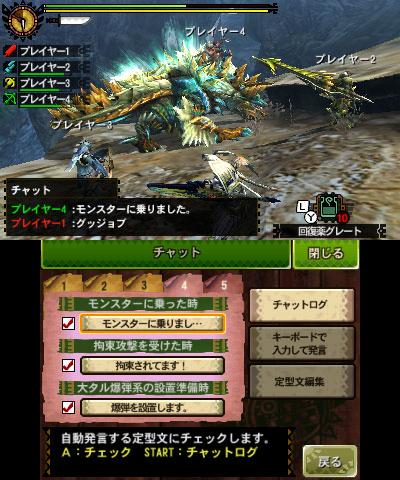 プレイヤー4
プレイヤー1
プレイヤー2
プレイヤー2
プレイヤー3
プレイヤー4
プレイヤー3
チャット
プレイヤー4 :モンスターに乗りました。
プレイヤー1 :グッジョブ
L
Y
10
回復薬グレート
チャット
閉じる
1 2 3 4 5
モンスターに乗った時
モンスターに乗りまし…
拘束攻撃を受けた時
拘束されてます！
大タル爆弾系の設置準備時
爆弾を設置します。
チャットログ
キーボードで
入力して発言
定型文編集
自動発言する定型文にチェックします。
A：チェック START：チャットログ
戻る